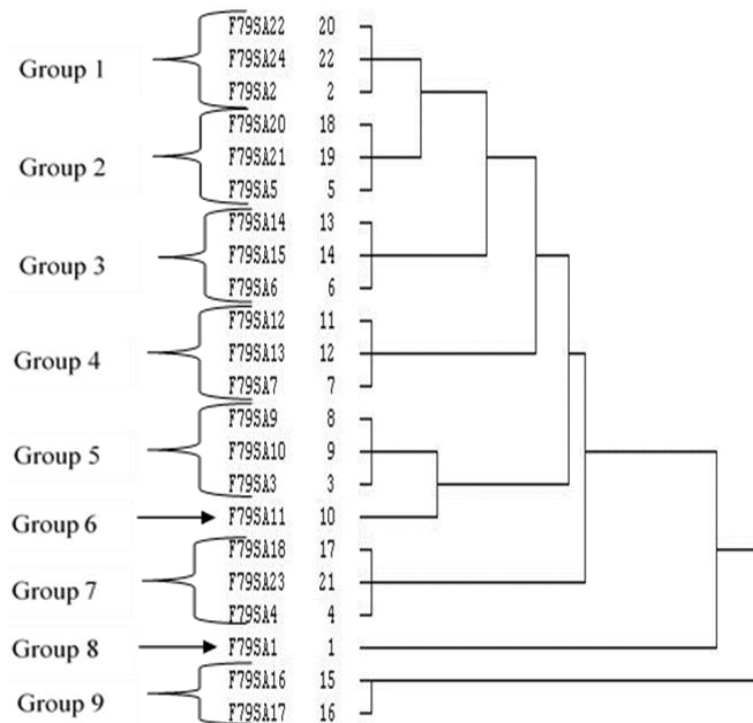 Group 1
F79SA22 20
F79SA24 22
F79SA2 2
Group 2
F79SA20 18
F79SA21 19
F79SA5 5
Group 3
F79SA14 13
F79SA15 14
F79SA6 6
Group 4
F79SA12 11
F79SA13 12
F79SA7 7
Group 5
F79SA9 8
F79SA10 9
F79SA3 3
Group 6
F79SA11 10
Group 7
F79SA18 17
F79SA23 21
F79SA4 4
Group 8
F79SA1 1
Group 9
F79SA16 15
F79SA17 16